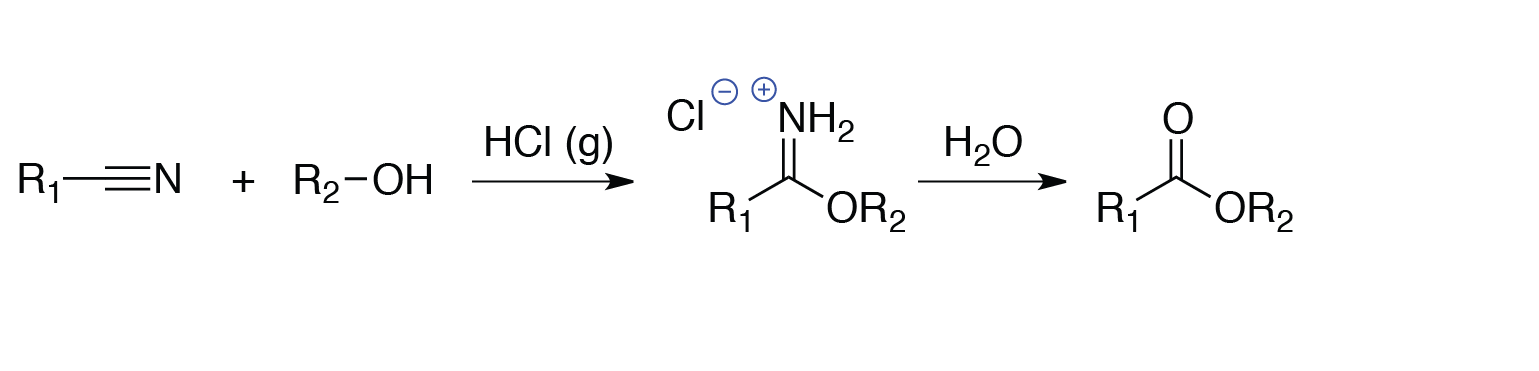 R1 N + R2 OH
HCl (g)
Cl − + NH2
R1 OR2
H2O
O
R1 OR2